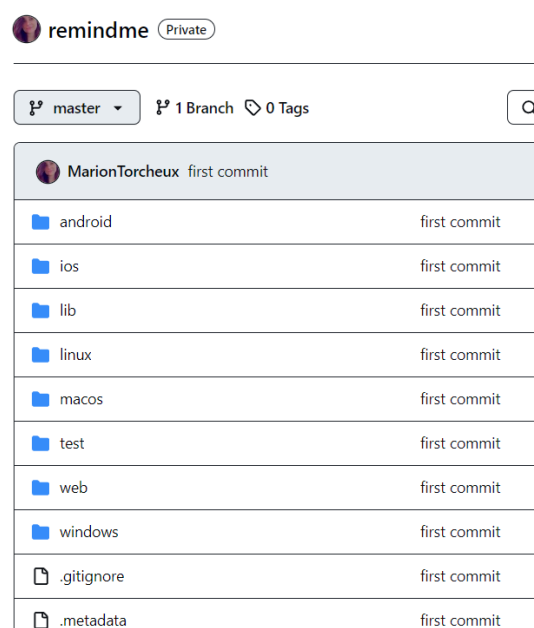 remindme Private
master 1 Branch 0 Tags
MarionTorcheux first commit
android first commit
ios first commit
lib first commit
linux first commit
macos first commit
test first commit
web first commit
windows first commit
.gitignore first commit
.metadata first commit